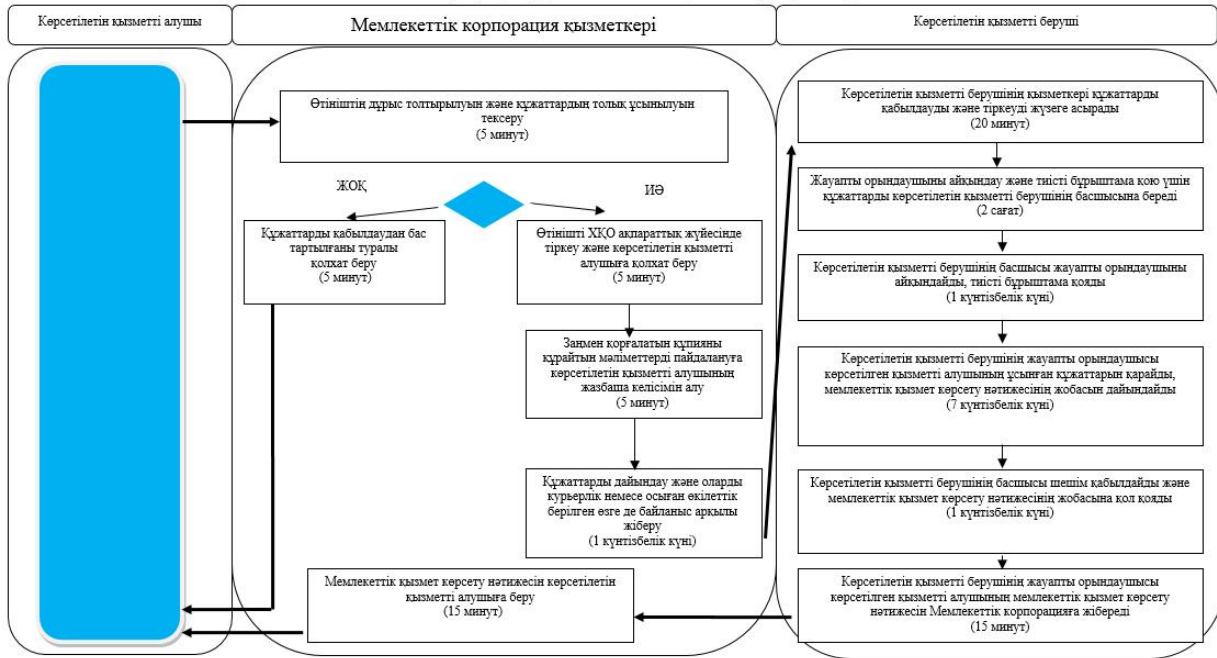 Көрсетілетін қызметті алушы
Мемлекеттік корпорация қызметкері
Көрсетілетін қызметті беруші
Өтініштің дұрыс толтырылуын және құжаттардың толық ұсынылуын
тексеру
(5 минут)
ЖОҚ
ИӘ
Құжаттарды қабылдаудан бас
тартылғаны туралы
қолхат беру
(5 минут)
Өтінішті ХҚО ақпараттық жүйесінде
тіркеу және көрсетілетін қызметті
алушыға қолхат беру
(5 минут)
Заңмен қорғалатын құпияны
құрайтын мәліметтерді пайдалануға
көрсетілетін қызметті алушының
жазбаша келісімін алу
(5 минут)
Құжаттарды дайындау және оларды
курьерлік немесе осыған өкілеттік
берілген өзге де байланыс арқылы
жіберу
(1 күнтізбелік күні)
Мемлекеттік қызмет көрсету нәтижесін көрсетілетін
қызметті алушыға беру
(15 минут)
Көрсетілетін қызметті берушінің қызметкері құжаттарды
қабылдауды және тіркеуді жүзеге асырады
(20 минут)
Жауапты орындаушыны айқындау және тиісті бұрыштама қою үшін
құжаттарды көрсетілетін қызметті берушінің басшысына береді
(2 сағат)
Көрсетілетін қызметті берушінің басшысы жауапты орындаушыны
айқындайды, тиісті бұрыштама қояды
(1 күнтізбелік күні)
Көрсетілетін қызметті берушінің жауапты орындаушысы
көрсетілген қызметті алушының ұсынған құжаттарын қарайды,
мемлекеттік қызмет көрсету нәтижесінің жобасын дайындайды
(7 күнтізбелік күні)
Көрсетілетін қызметті берушінің басшысы шешім қабылдайды және
мемлекеттік қызмет көрсету нәтижесінің жобасына қол қояды
(1 күнтізбелік күні)
Көрсетілетін қызметті берушінің жауапты орындаушысы
көрсетілген қызметті алушының мемлекеттік қызмет көрсету
нәтижесін Мемлекеттік корпорацияға жібереді
(15 минут)